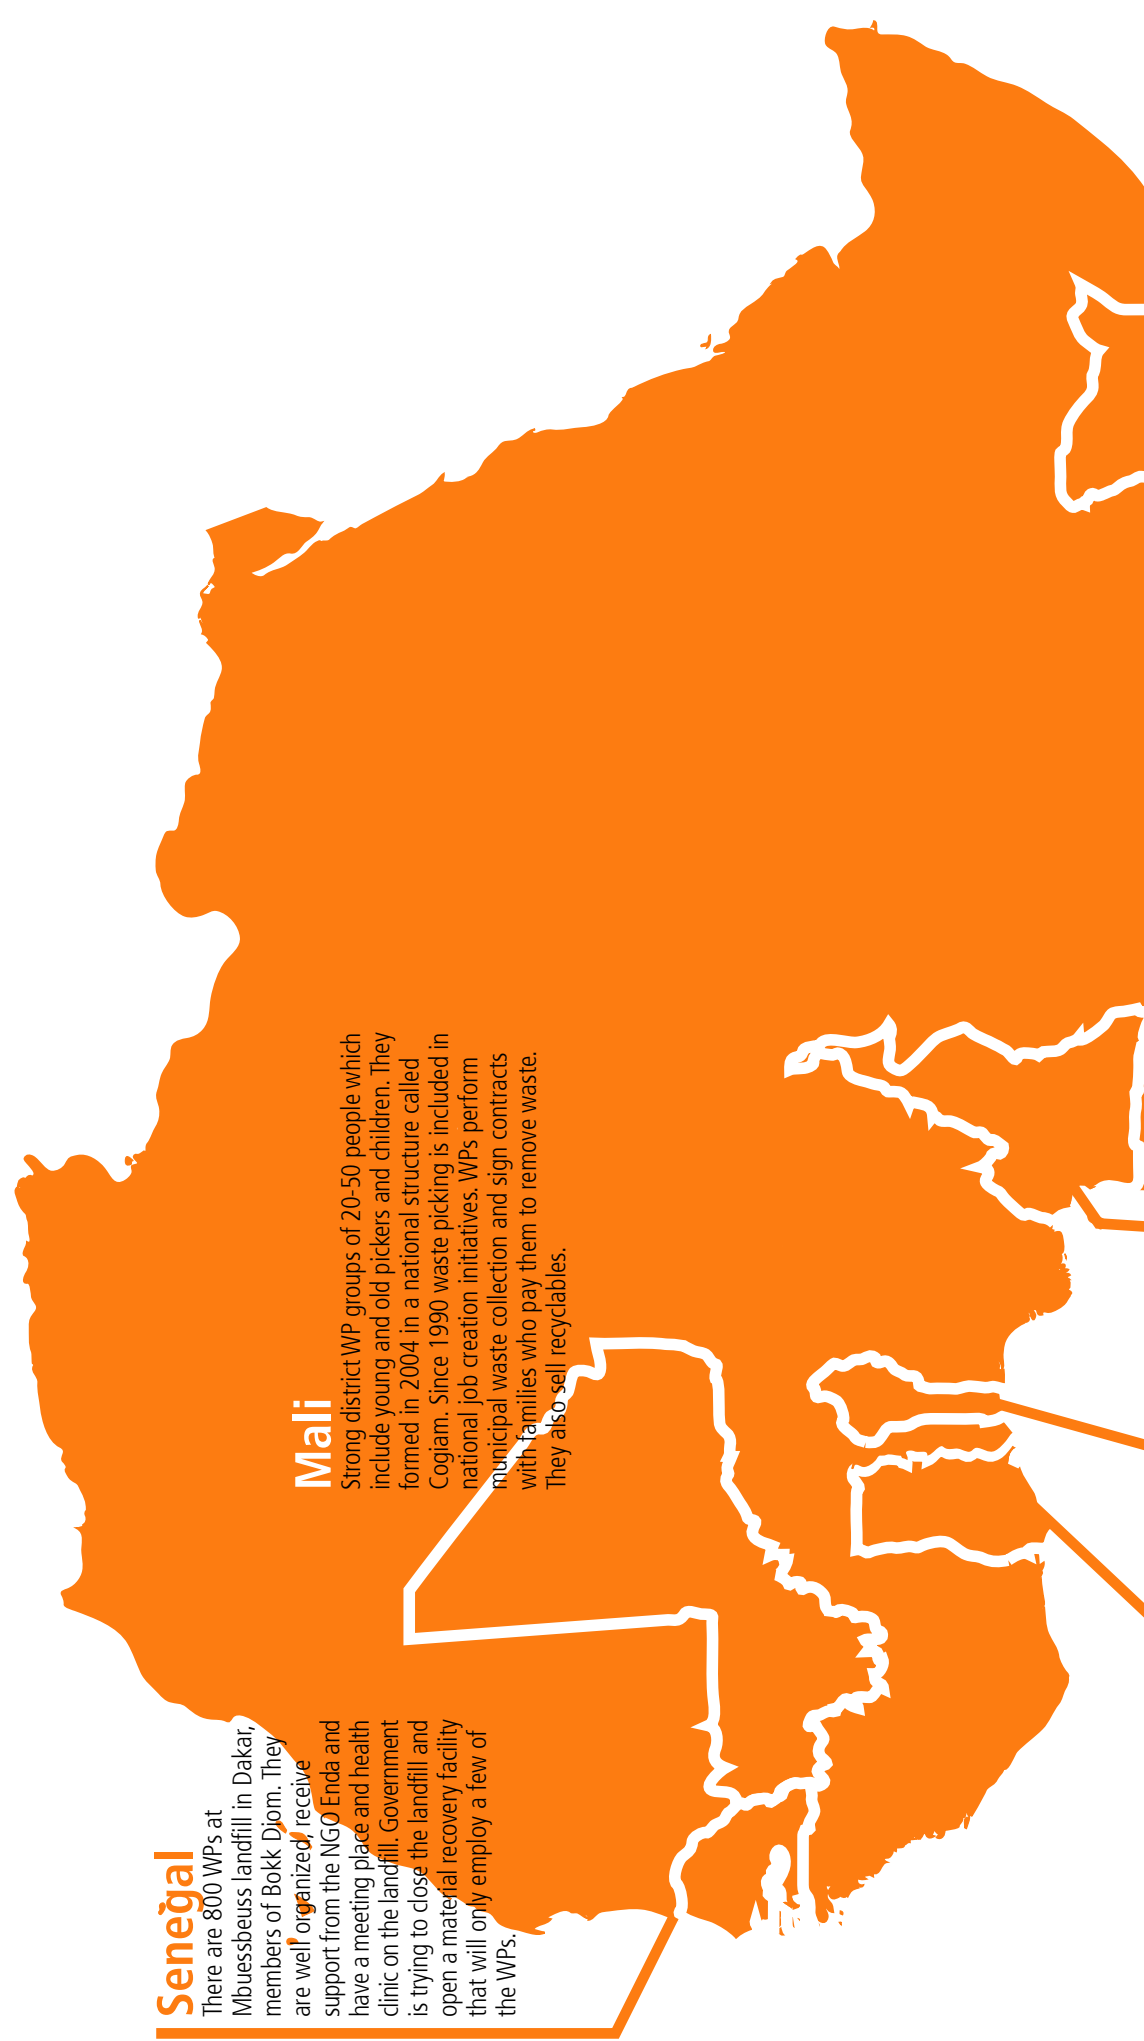 Senegal
There are 800 WPs at
Mbuessbeuss landfill in Dakar,
members of Bokk Diom. They
are well organized, receive
support from the NGO Enda and
have a meeting place and health
clinic on the landfill. Government
is trying to close the landfill and
open a material recovery facility
that will only employ a few of
the WPs.
Mali
Strong district WP groups of 20-50 people which
include young and old pickers and children. They
formed in 2004 in a national structure called
Cogiam. Since 1990 waste picking is included in
national job creation initiatives. WPs perform
municipal waste collection and sign contracts
with families who pay them to remove waste.
They also sell recyclables.